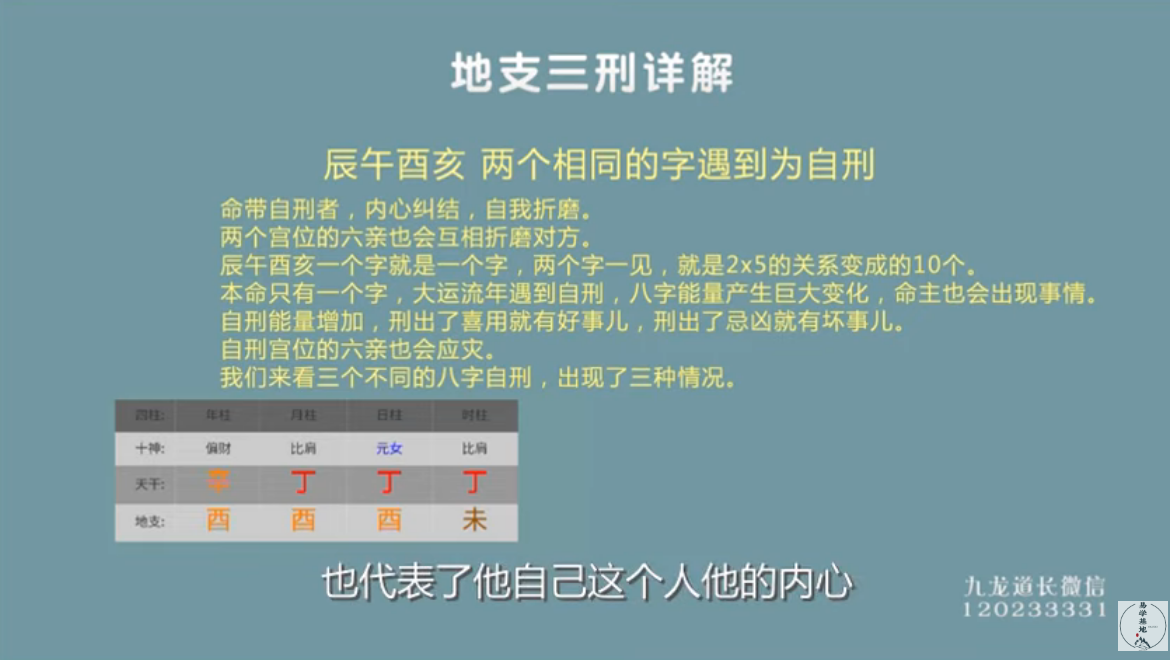 地支三刑详解
辰午酉亥 两个相同的字遇到为自刑
命带自刑者，内心纠结，自我折磨。
两个宫位的六亲也会互相折磨对方。
辰午酉亥一个字就是一个字，两个字一见，就是2x5的关系变成的10个。
本命只有一个字，大运流年遇到自刑，八字能量产生巨大变化，命主也会出现事情。
自刑能量增加，刑出了喜用就有好事儿，刑出了忌凶就有坏事儿。
自刑宫位的六亲也会应灾。
我们来看三个不同的八字自刑，出现了三种情况。
四柱: 年柱 月柱 日柱 时柱
十神: 偏财 比肩 元女 比肩
天干: 辛 丁 丁 丁
地支: 酉 酉 酉 未
也代表了他自己这个人他的内心
九龙道长微信
120233331
易学基地